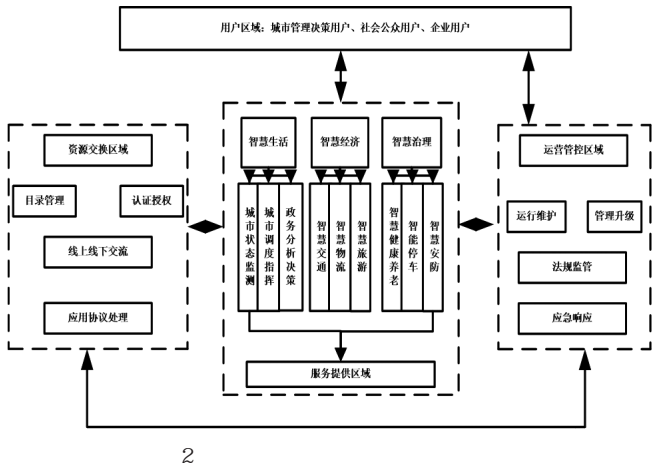 用户区域：城市管理决策用户、社会公众用户、企业用户
资源交换区域
目录管理
认证授权
线上线下交流
应用协议处理
智慧生活
智慧经济
智慧治理
城市状态监测
城市调度指挥
政务分析决策
智慧交通
智慧物流
智慧旅游
智慧健康养老
智能停车
智慧安防
服务提供区域
运营管控区域
运行维护
管理升级
法规监管
应急响应
2